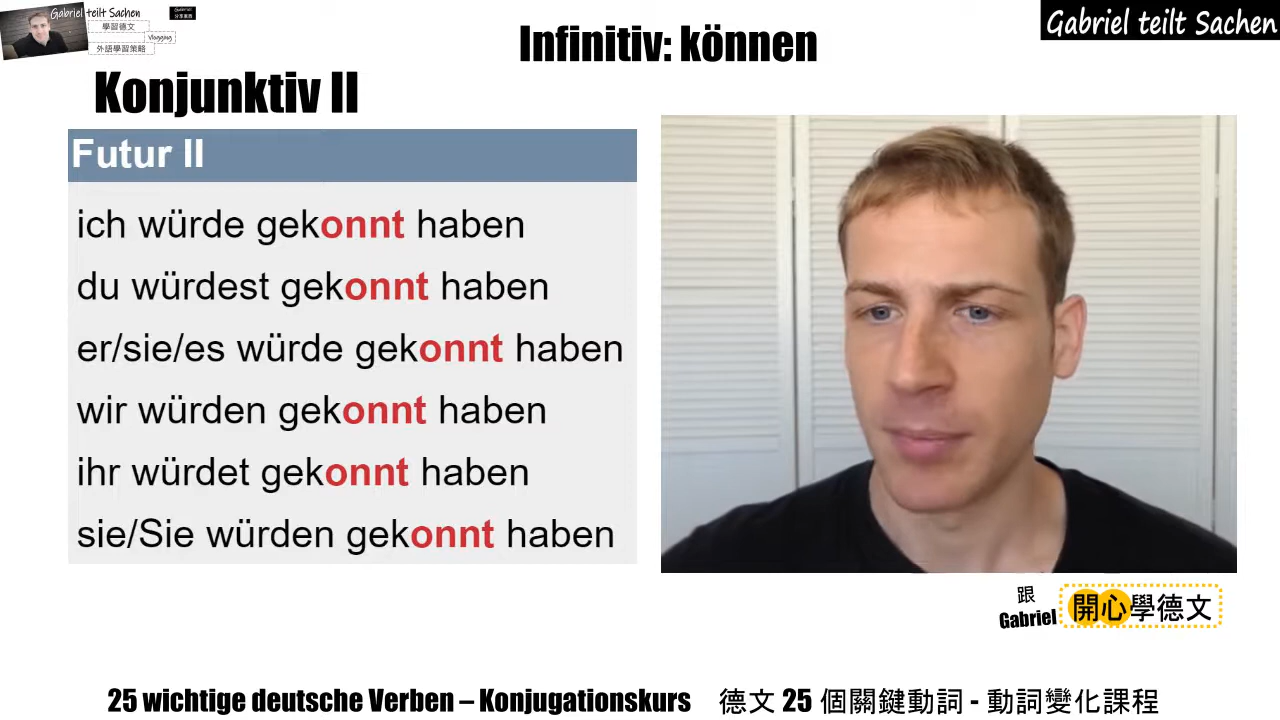 Gabriel teilt Sachen
學習德文
Vlogging
外語學習策略
Gabriel teilt Sachen
Infinitiv: können
Konjunktiv II
Futur II
ich würde gekonnt haben
du würdest gekonnt haben
er/sie/es würde gekonnt haben
wir würden gekonnt haben
ihr würdet gekonnt haben
sie/Sie würden gekonnt haben
跟
Gabriel 開心學德文
25 wichtige deutsche Verben – Konjugationskurs 德文 25 個關鍵動詞 - 動詞變化課程